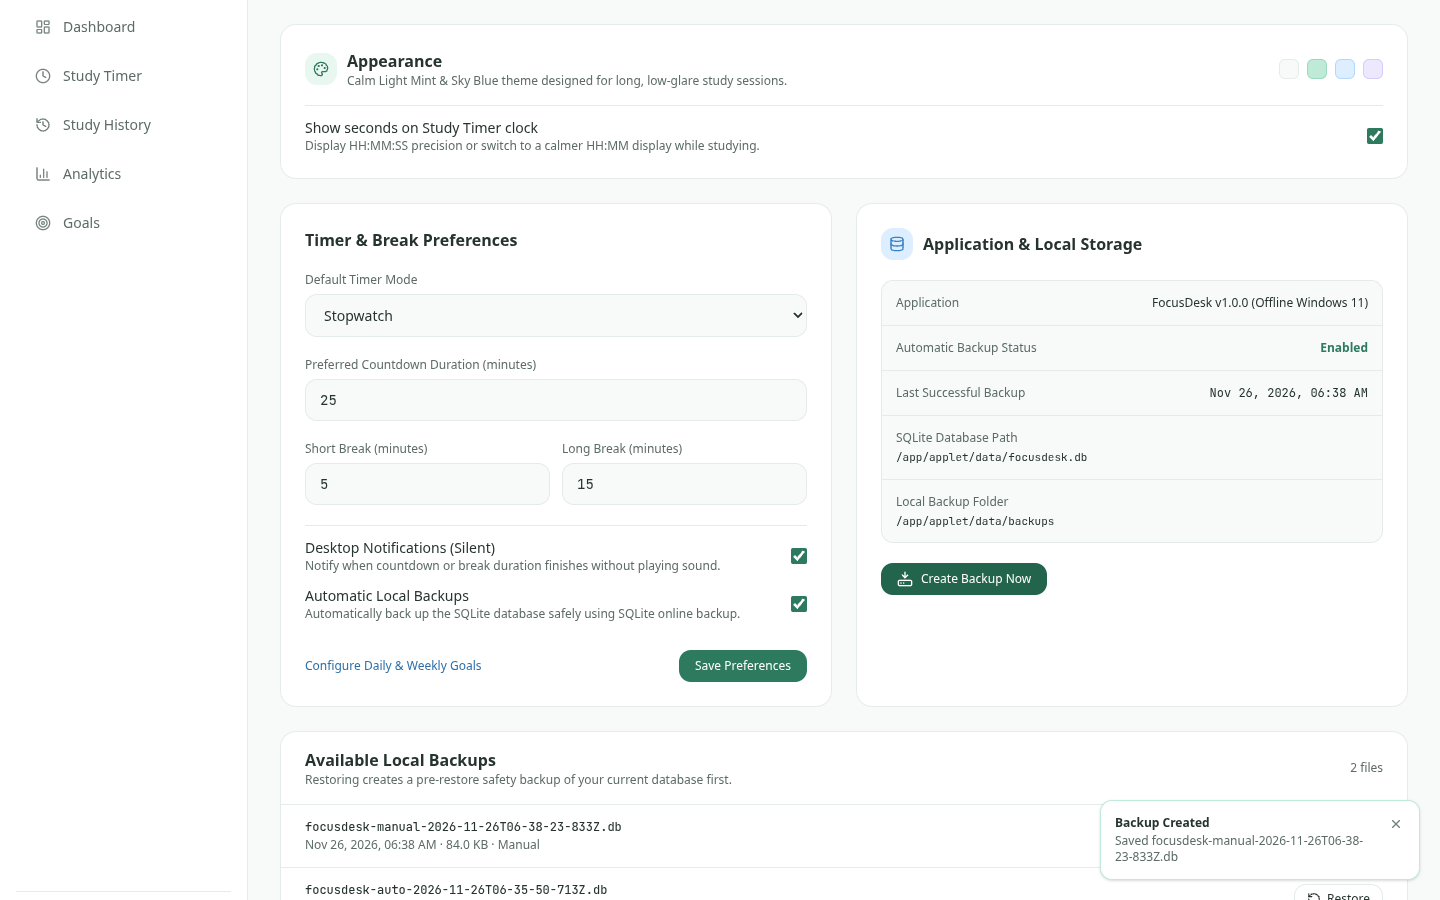 Dashboard
Study Timer
Study History
Analytics
Goals
Appearance
Calm Light Mint & Sky Blue theme designed for long, low-glare study sessions.
Show seconds on Study Timer clock
Display HH:MM:SS precision or switch to a calmer HH:MM display while studying.
Timer & Break Preferences
Default Timer Mode
Stopwatch
Preferred Countdown Duration (minutes)
25
Short Break (minutes)
Long Break (minutes)
5
15
Desktop Notifications (Silent)
Notify when countdown or break duration finishes without playing sound.
Automatic Local Backups
Automatically back up the SQLite database safely using SQLite online backup.
Configure Daily & Weekly Goals
Save Preferences
Application & Local Storage
Application
FocusDesk v1.0.0 (Offline Windows 11)
Automatic Backup Status
Enabled
Last Successful Backup
Nov 26, 2026, 06:38 AM
SQLite Database Path
/app/applet/data/focusdesk.db
Local Backup Folder
/app/applet/data/backups
Create Backup Now
Available Local Backups
Restoring creates a pre-restore safety backup of your current database first.
2 files
focusdesk-manual-2026-11-26T06-38-23-833Z.db
Nov 26, 2026, 06:38 AM · 84.0 KB · Manual
focusdesk-auto-2026-11-26T06-35-50-713Z.db
Restore
Backup Created
Saved focusdesk-manual-2026-11-26T06-38-
23-833Z.db